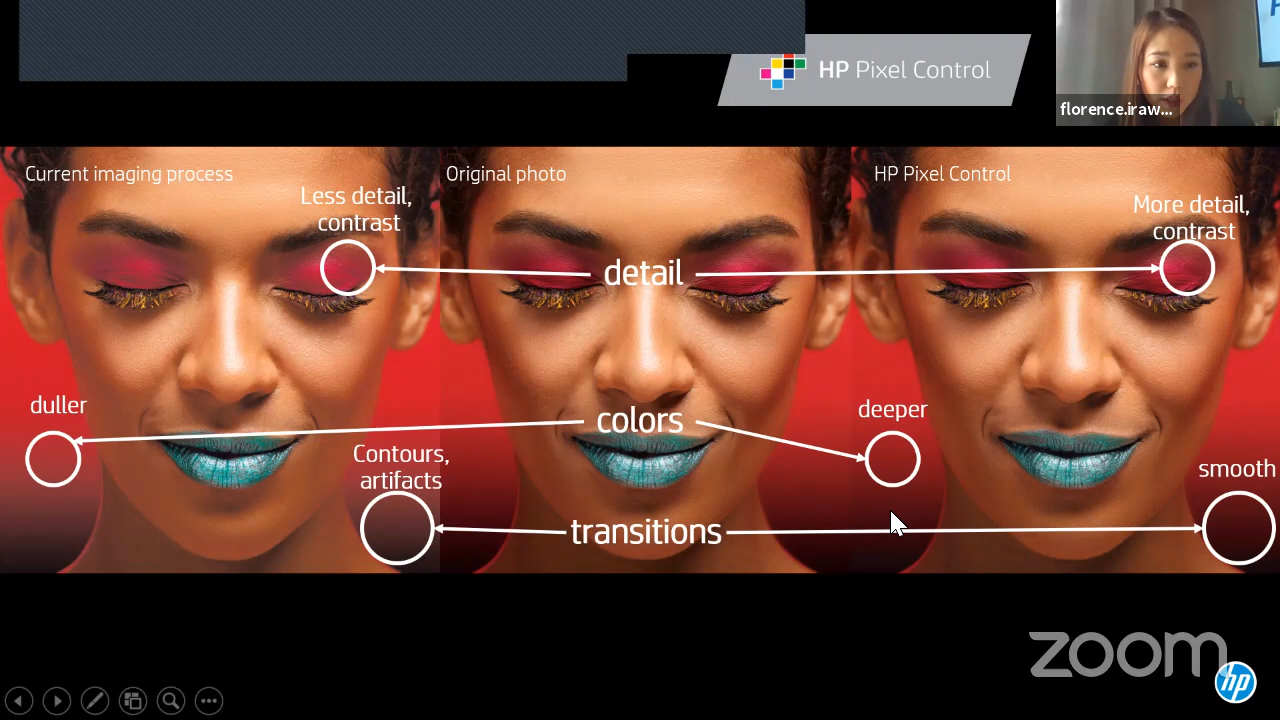 HP Pixel Control
florence.iraw...
Current imaging process
Original photo
HP Pixel Control
Less detail,
contrast
More detail,
contrast
detail
duller
colors
deeper
Contours,
artifacts
smooth
transitions
zoom
hp